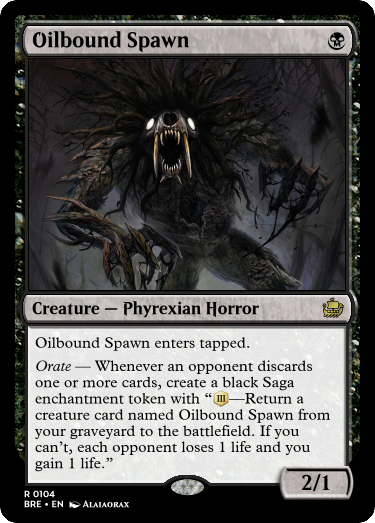 Oilbound Spawn
Creature — Phyrexian Horror
Oilbound Spawn enters tapped.
Orate — Whenever an opponent discards
one or more cards, create a black Saga
enchantment token with “III—Return a
creature card named Oilbound Spawn from
your graveyard to the battlefield. If you
can’t, each opponent loses 1 life and you
gain 1 life.”
2/1
R 0104
BRE • EN Alaiaorax